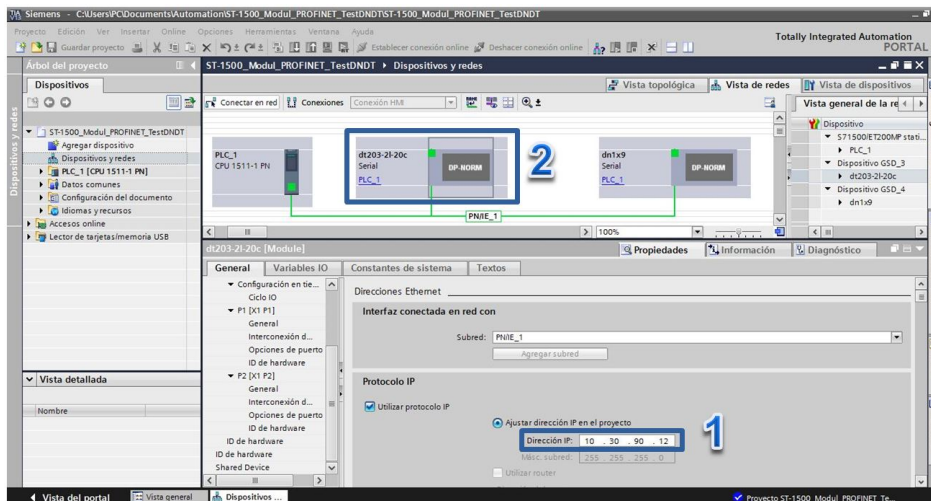 Siemens - C:\Users\PC\Documents\Automation\ST-1500_Modul_PROFINET_TestDNDT\ST-1500_Modul_PROFINET_TestDNDT
Proyecto Edición Ver Insertar Online Opciones Herramientas Ventana Ayuda
Totally Integrated Automation
PORTAL
Guardar proyecto
Establecer conexión online
Deshacer conexión online
Árbol del proyecto
ST-1500_Modul_PROFINET_TestDNDT
Dispositivos y redes
Dispositivos
Vista topológica
Vista de redes
Vista de dispositivos
Conectar en red
Conexiones
Conexión HMI
Vista general de la re
Dispositivos y redes
ST-1500_Modul_PROFINET_TestDNDT
Agregar dispositivo
Dispositivos y redes
PLC_1 [CPU 1511-1 PN]
Datos comunes
Configuración del documento
Idiomas y recursos
Accesos online
Lector de tarjetas/memoria USB
PLC_1
CPU 1511-1 PN
dt203-2l-20c
Serial
PLC_1
DP-NORM
2
dn1x9
Serial
PLC_1
DP-NORM
PN/IE_1
100%
Dispositivo
S71500/ET200MP stati...
PLC_1
Dispositivo GSD_3
dt203-2l-20c
Dispositivo GSD_4
dn1x9
dt203-2l-20c [Module]
Propiedades
Información
Diagnóstico
General
Variables IO
Constantes de sistema
Textos
Configuración en tie...
Ciclo IO
P1 [X1 P1]
General
Interconexión d...
Opciones de puerto
ID de hardware
P2 [X1 P2]
General
Interconexión d...
Opciones de puerto
ID de hardware
ID de hardware
ID de hardware
Shared Device
Direcciones Ethernet
Interfaz conectada en red con
Subred: PN/IE_1
Agregar subred
Protocolo IP
Utilizar protocolo IP
Ajustar dirección IP en el proyecto
Dirección IP: 10 . 30 . 90 . 12
1
Másc. subred: 255 . 255 . 255 . 0
Utilizar router
Vista detallada
Nombre
Vista del portal
Vista general
Dispositivos ...
Proyecto ST-1500_Modul_PROFINET_Te...